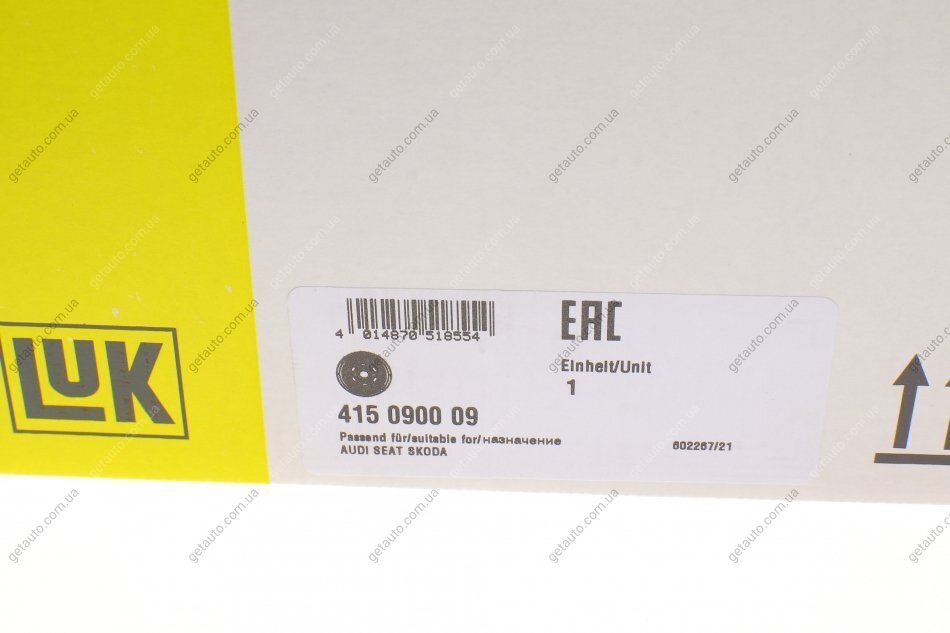 LUK
4 014870 518554
EAC
Einheit/Unit
1
415 0900 09
Passend für/suitable for/назначение
AUDI SEAT SKODA
602267/21
getauto.com.ua